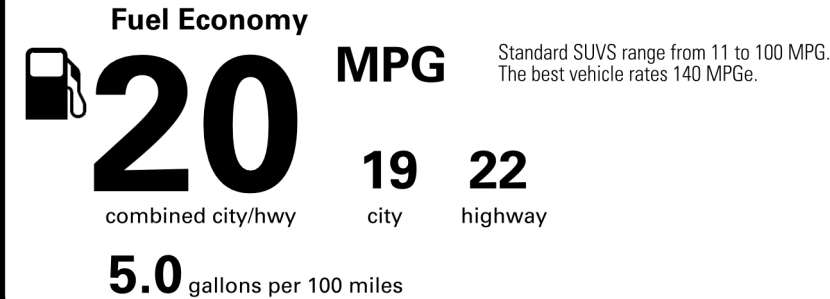 Fuel Economy
20 MPG
Standard SUVS range from 11 to 100 MPG.
The best vehicle rates 140 MPGe.
19 22
combined city/hwy city highway
5.0 gallons per 100 miles